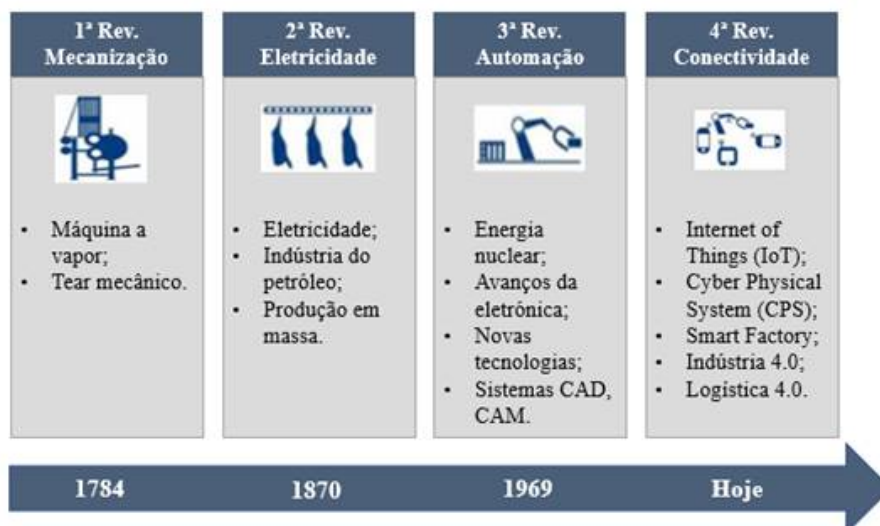 1ª Rev.
Mecanização
Máquina a
vapor;
Tear mecânico.
2ª Rev.
Eletricidade
Eletricidade;
Indústria do
petróleo;
Produção em
massa.
3ª Rev.
Automação
Energia
nuclear;
Avanços da
eletrônica;
Novas
tecnologias;
Sistemas CAD,
CAM.
4ª Rev.
Conectividade
Internet of
Things (IoT);
Cyber Physical
System (CPS);
Smart Factory;
Indústria 4.0;
Logística 4.0.
1784
1870
1969
Hoje